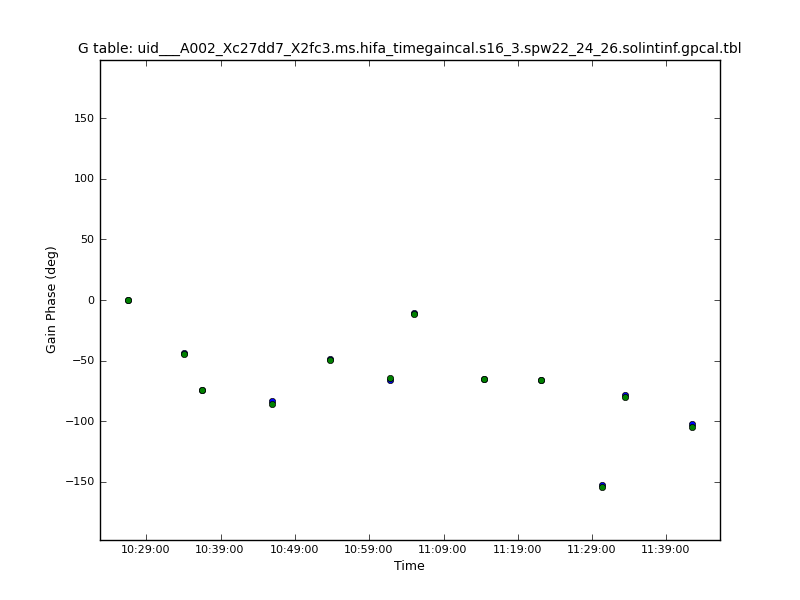 G table: uid___A002_Xc27dd7_X2fc3.ms.hifa_timegaincal.s16_3.spw22_24_26.solintinf.gpcal.tbl
150
100
50
0
−50
−100
−150
Gain Phase (deg)
10:29:00 10:39:00 10:49:00 10:59:00 11:09:00 11:19:00 11:29:00 11:39:00
Time